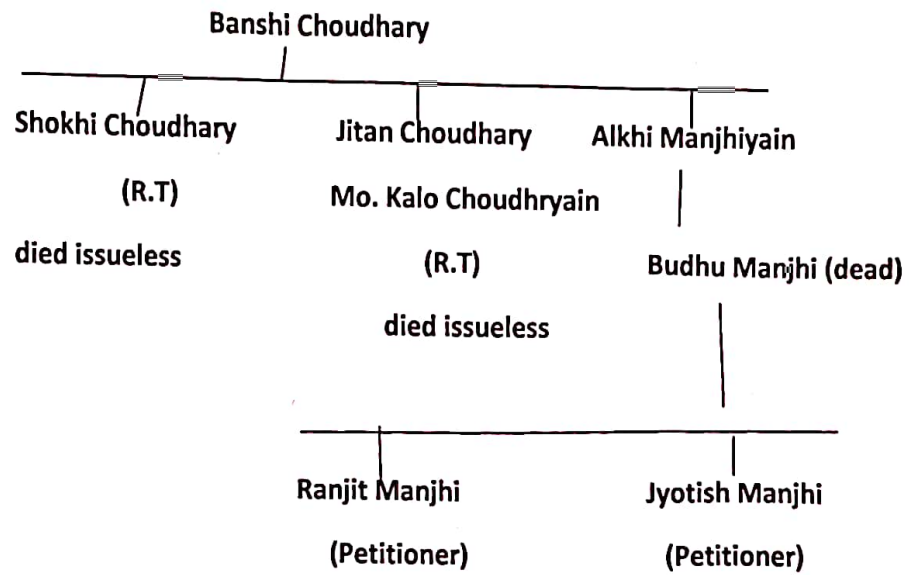 Banshi Choudhary
Shokhi Choudhary Jitan Choudhary Alkhi Manjhiyain
(R.T) Mo. Kalo Choudhryain
died issueless (R.T) Budhu Manjhi (dead)
died issueless
Ranjit Manjhi Jyotish Manjhi
(Petitioner) (Petitioner)